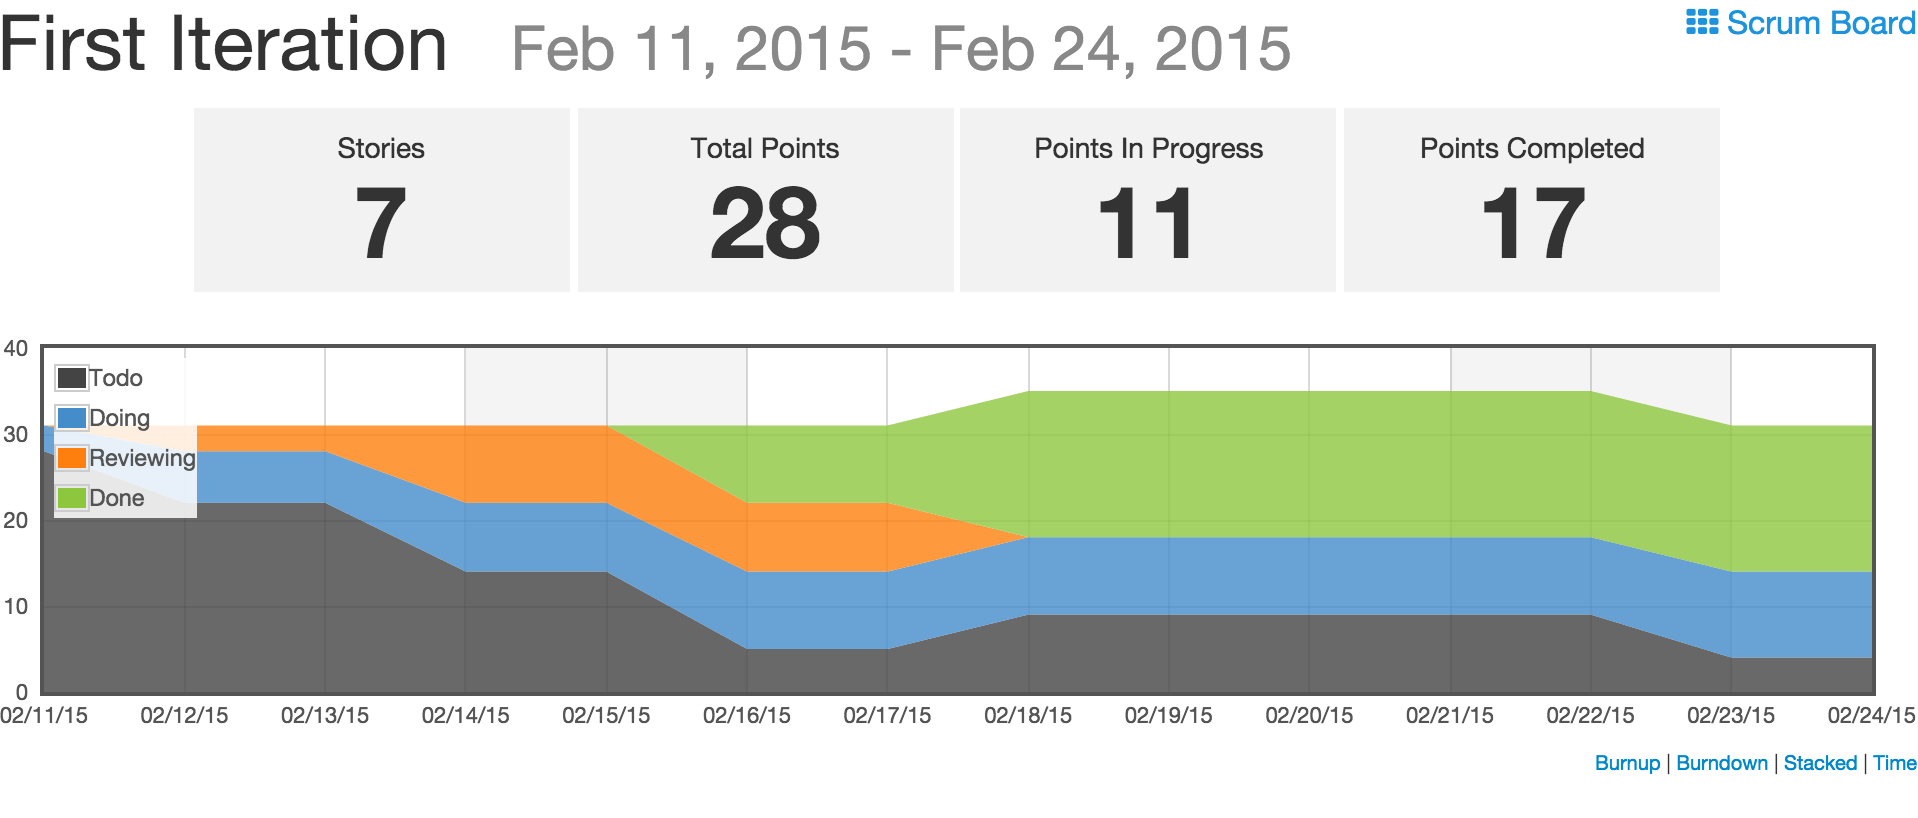 First Iteration Feb 11, 2015 - Feb 24, 2015
Scrum Board
Stories
7
Total Points
28
Points In Progress
11
Points Completed
17
40
30
20
10
0
Todo
Doing
Reviewing
Done
02/11/15 02/12/15 02/13/15 02/14/15 02/15/15 02/16/15 02/17/15 02/18/15 02/19/15 02/20/15 02/21/15 02/22/15 02/23/15 02/24/15
Burnup | Burndown | Stacked | Time